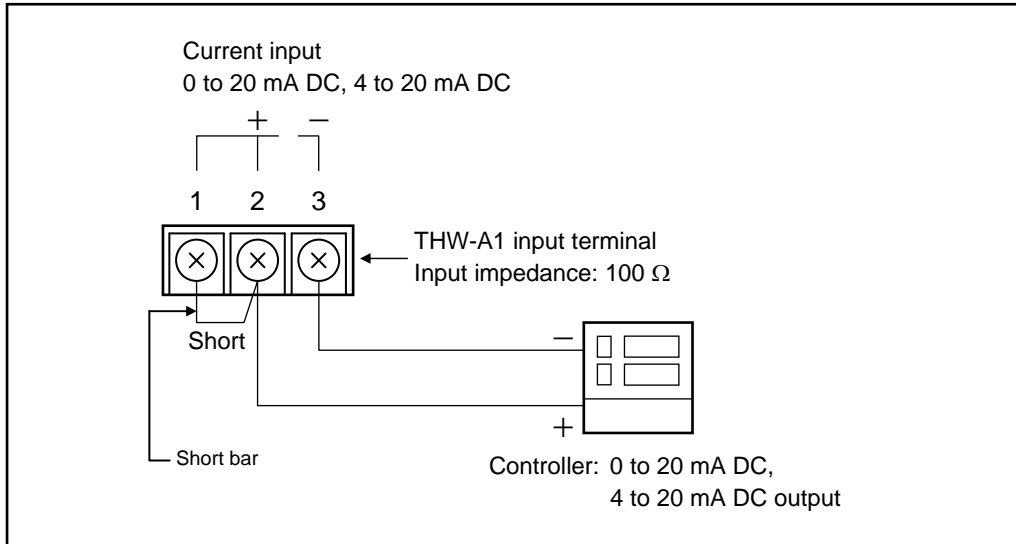 Current input
0 to 20 mA DC, 4 to 20 mA DC
+ −
1 2 3
THW-A1 input terminal
Input impedance: 100 Ω
Short
−
+
Short bar
Controller: 0 to 20 mA DC,
4 to 20 mA DC output